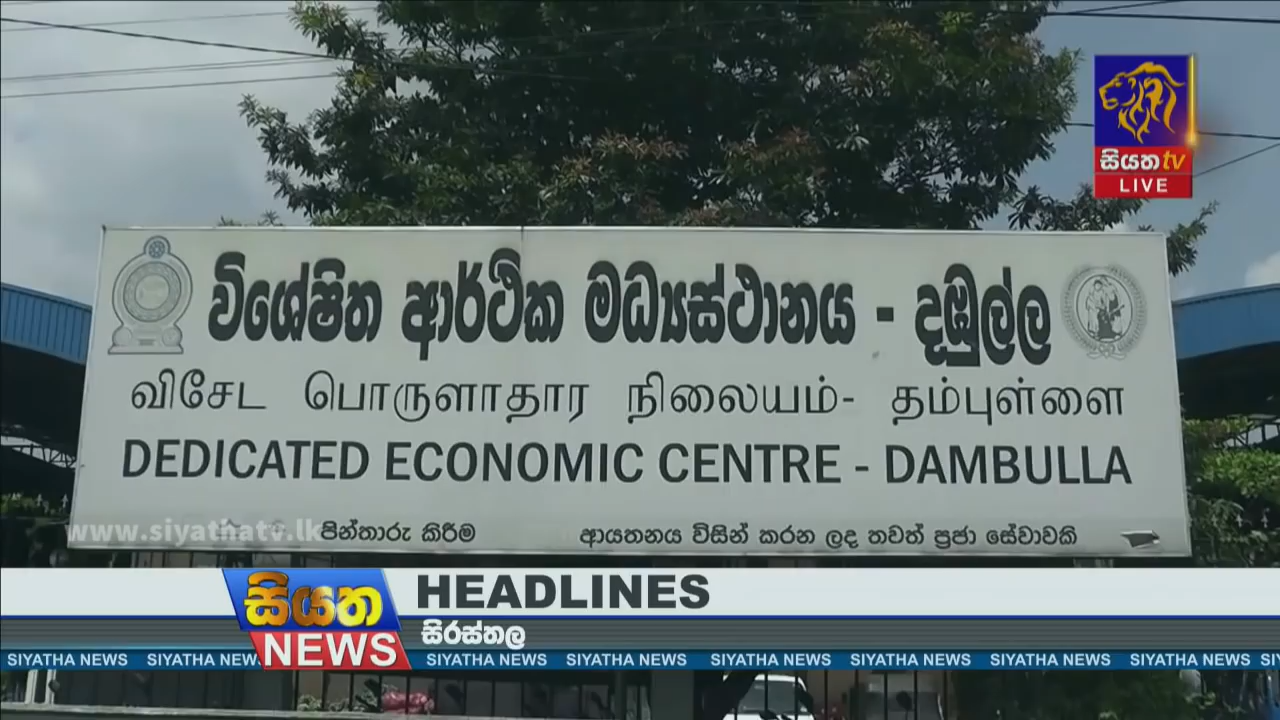 සියත tv
LIVE
විශේෂිත ආර්ථික මධ්‍යස්ථානය - දඹුල්ල
விசேட பொருளாதார நிலையம்- தம்புள்ளை
DEDICATED ECONOMIC CENTRE - DAMBULLA
www.siyathatv.lk
පින්තාරු කිරීම ආයතනය විසින් කරන ලද තවත් ප්‍රජා සේවාවකි
සියත NEWS
HEADLINES
සිරස්තල
SIYATHA NEWS SIYATHA NEWS SIYATHA NEWS SIYATHA NEWS SIYATHA NEWS SIYATHA NEWS SIYATHA NEWS SIYATHA NEWS